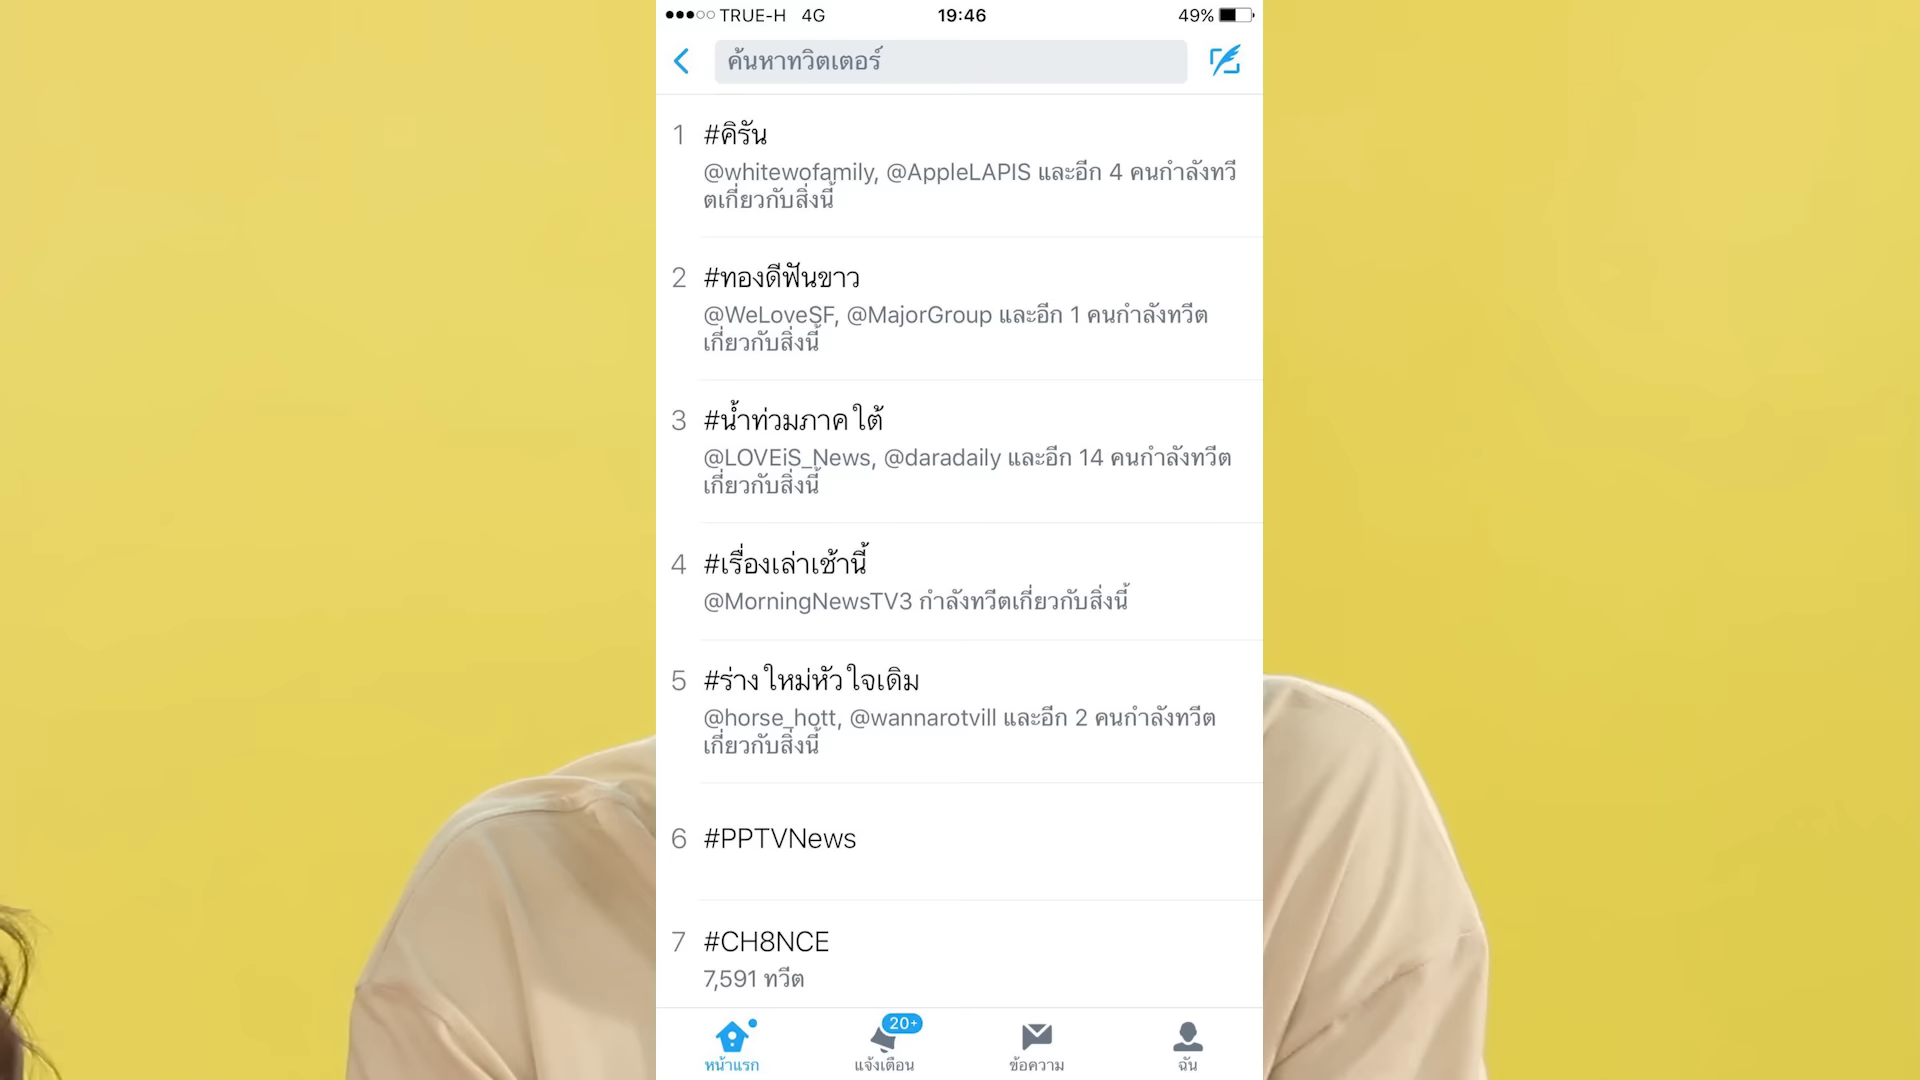 TRUE-H 4G 19:46 49%
ค้นหาทวิตเตอร์
1 #คิรัน
@whitewofamily, @AppleLAPIS และอีก 4 คนกำลังทวี
ตเกี่ยวกับสิ่งนี้
2 #ทองดีฟันขาว
@WeLoveSF, @MajorGroup และอีก 1 คนกำลังทวีต
เกี่ยวกับสิ่งนี้
3 #น้ำท่วมภาคใต้
@LOVEiS_News, @daradaily และอีก 14 คนกำลังทวีต
เกี่ยวกับสิ่งนี้
4 #เรื่องเล่าเช้านี้
@MorningNewsTV3 กำลังทวีตเกี่ยวกับสิ่งนี้
5 #ร่างใหม่หัวใจเดิม
@horse_hott, @wannarotvill และอีก 2 คนกำลังทวีต
เกี่ยวกับสิ่งนี้
6 #PPTVNews
7 #CH8NCE
7,591 ทวีต
20+
หน้าแรก แจ้งเตือน ข้อความ ฉัน